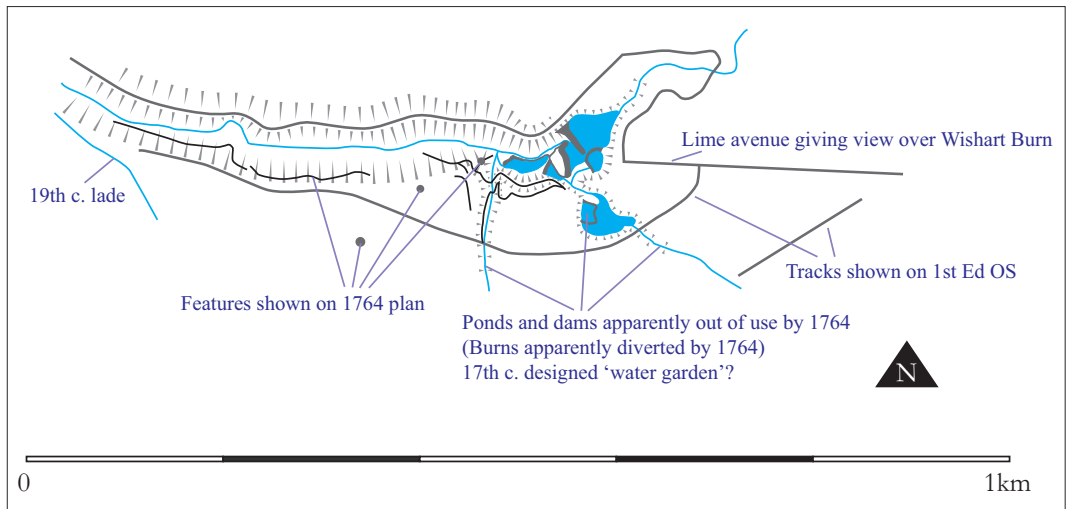 Lime avenue giving view over Wishart Burn
19th c. lade
Tracks shown on 1st Ed OS
Features shown on 1764 plan
Ponds and dams apparently out of use by 1764
(Burns apparently diverted by 1764)
17th c. designed ‘water garden’?
N
0
1km